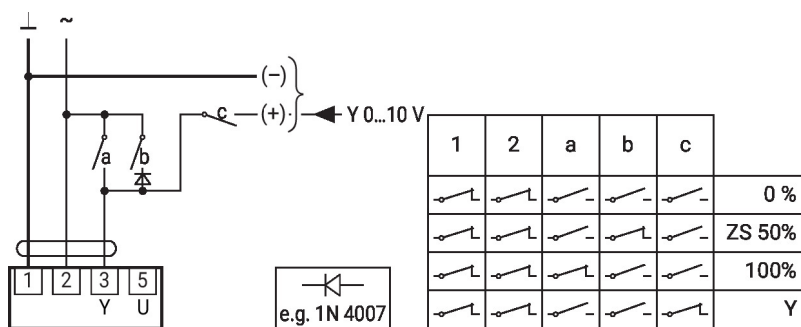 ⊥ ~
(–)
c (+) Y 0...10 V
a b
1 2 3 5
Y U
e.g. 1N 4007
1 2 a b c
0 %
ZS 50%
100%
Y